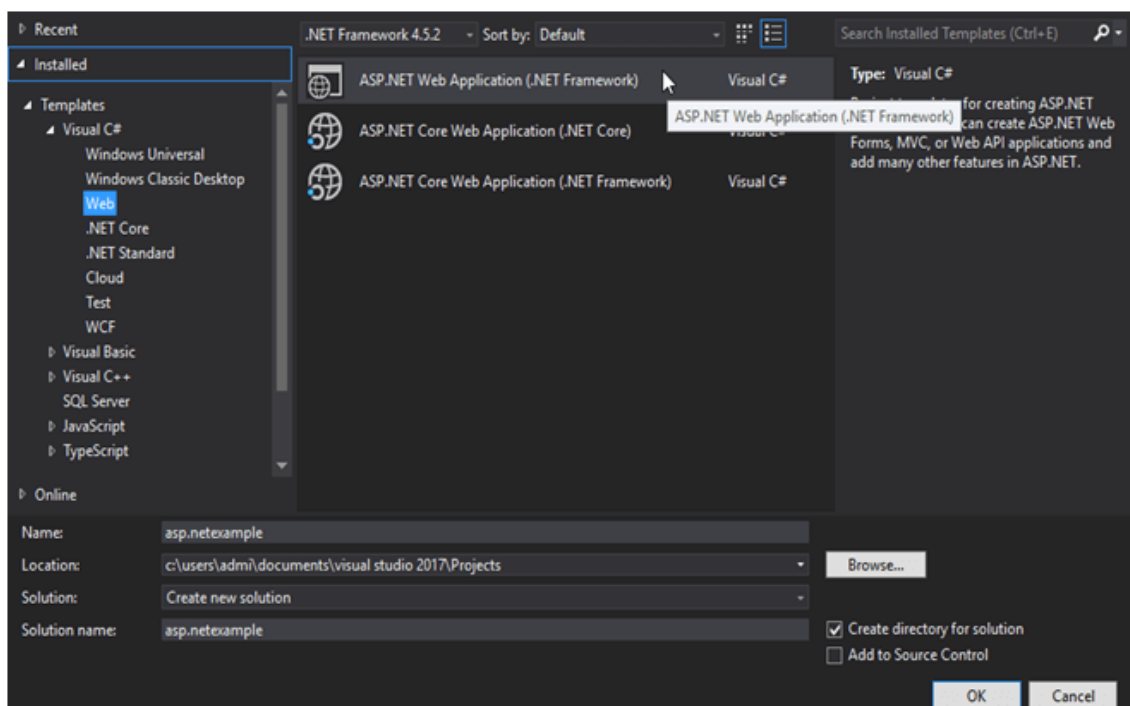 Recent
.NET Framework 4.5.2 Sort by: Default
Search Installed Templates (Ctrl+E)
Installed
Templates
Visual C#
Windows Universal
Windows Classic Desktop
Web
.NET Core
.NET Standard
Cloud
Test
WCF
Visual Basic
Visual C++
SQL Server
JavaScript
TypeScript
Online
ASP.NET Web Application (.NET Framework) Visual C#
ASP.NET Core Web Application (.NET Core)
ASP.NET Core Web Application (.NET Framework) Visual C#
ASP.NET Web Application (.NET Framework)
Type: Visual C#
for creating ASP.NET
can create ASP.NET Web
Forms, MVC, or Web API applications and
add many other features in ASP.NET.
Name: asp.netexample
Location: c:\users\admi\documents\visual studio 2017\Projects
Browse...
Solution: Create new solution
Solution name: asp.netexample
Create directory for solution
Add to Source Control
OK Cancel